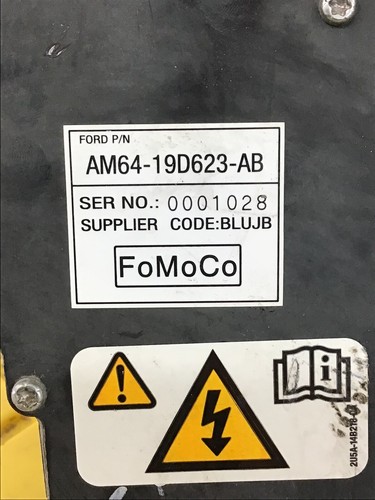 FORD P/N
AM64-19D623-AB
SER NO.: 0001028
SUPPLIER CODE:BLUJB
FoMoCo